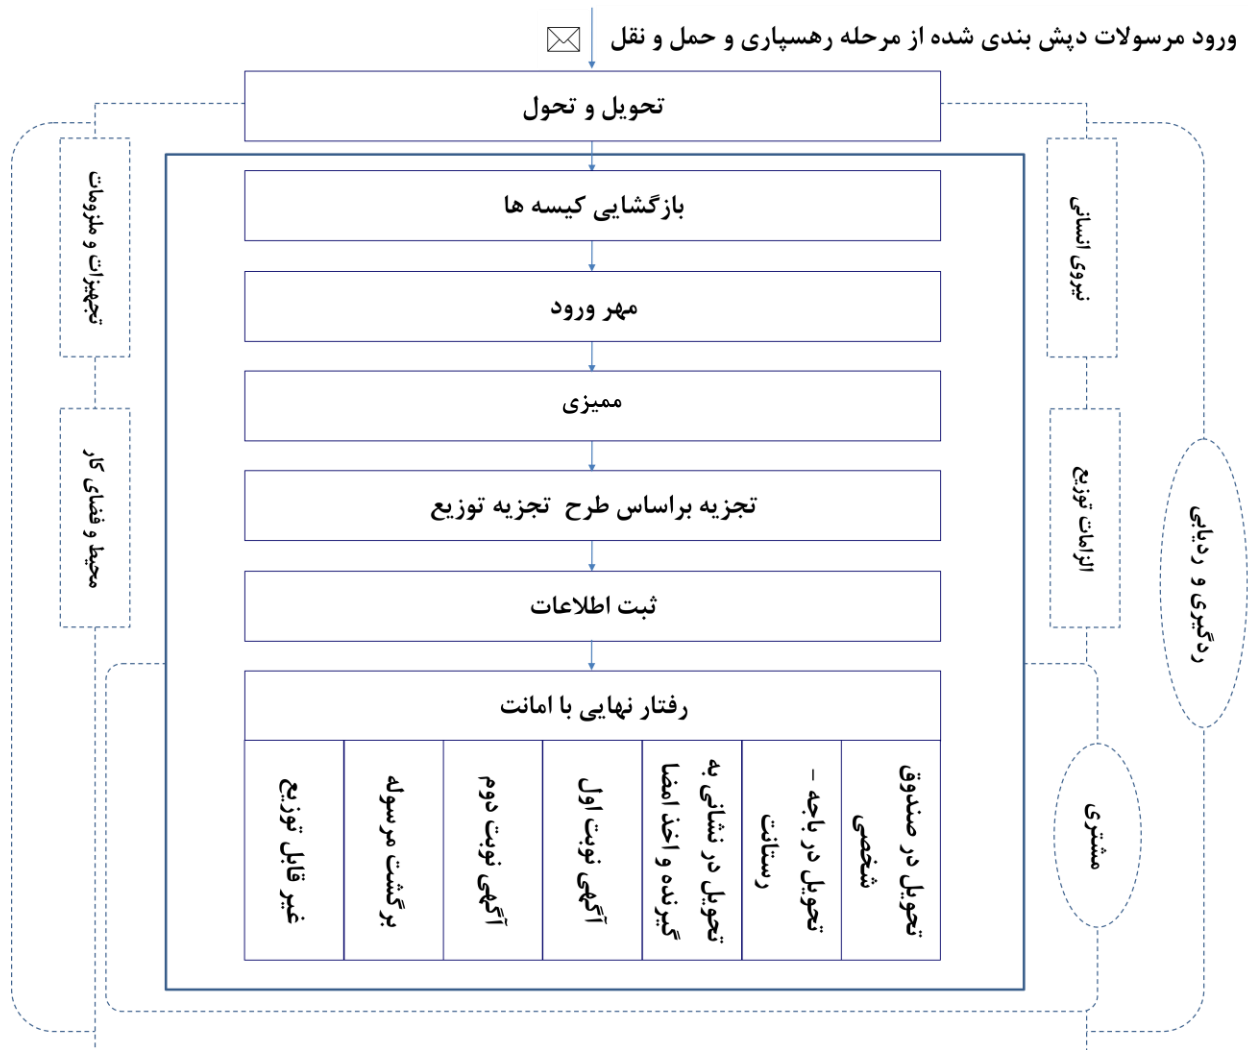 ورود مرسولات دپش بندی شده از مرحله رهسپاری و حمل و نقل
تحویل و تحول
بازگشایی کیسه ها
مهر ورود
ممیزی
تجزیه براساس طرح تجزیه توزیع
ثبت اطلاعات
رفتار نهایی با امانت
تحویل در صندوق
شخصی
تحویل در باجه –
رستانت
تحویل در نشانی به
گیرنده و اخذ امضا
آگهی نوبت اول
آگهی نوبت دوم
برگشت مرسوله
غیر قابل توزیع
نیروی انسانی
الزامات توزیع
ردگیری و ردیابی
مشتری
تجهیزات و ملزومات
محیط و فضای کار